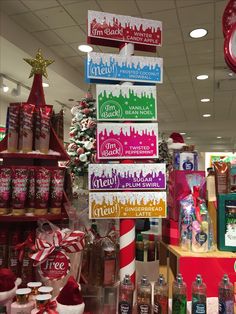 I'm Back!
WINTER
CANDY APPLE
New!
FROSTED COCONUT
SNOWBALL
I'm Back!
VANILLA
BEAN NOEL
I'm Back!
TWISTED
PEPPERMINT
New!
SUGAR
PLUM SWIRL
New!
GINGERBREAD
LATTE